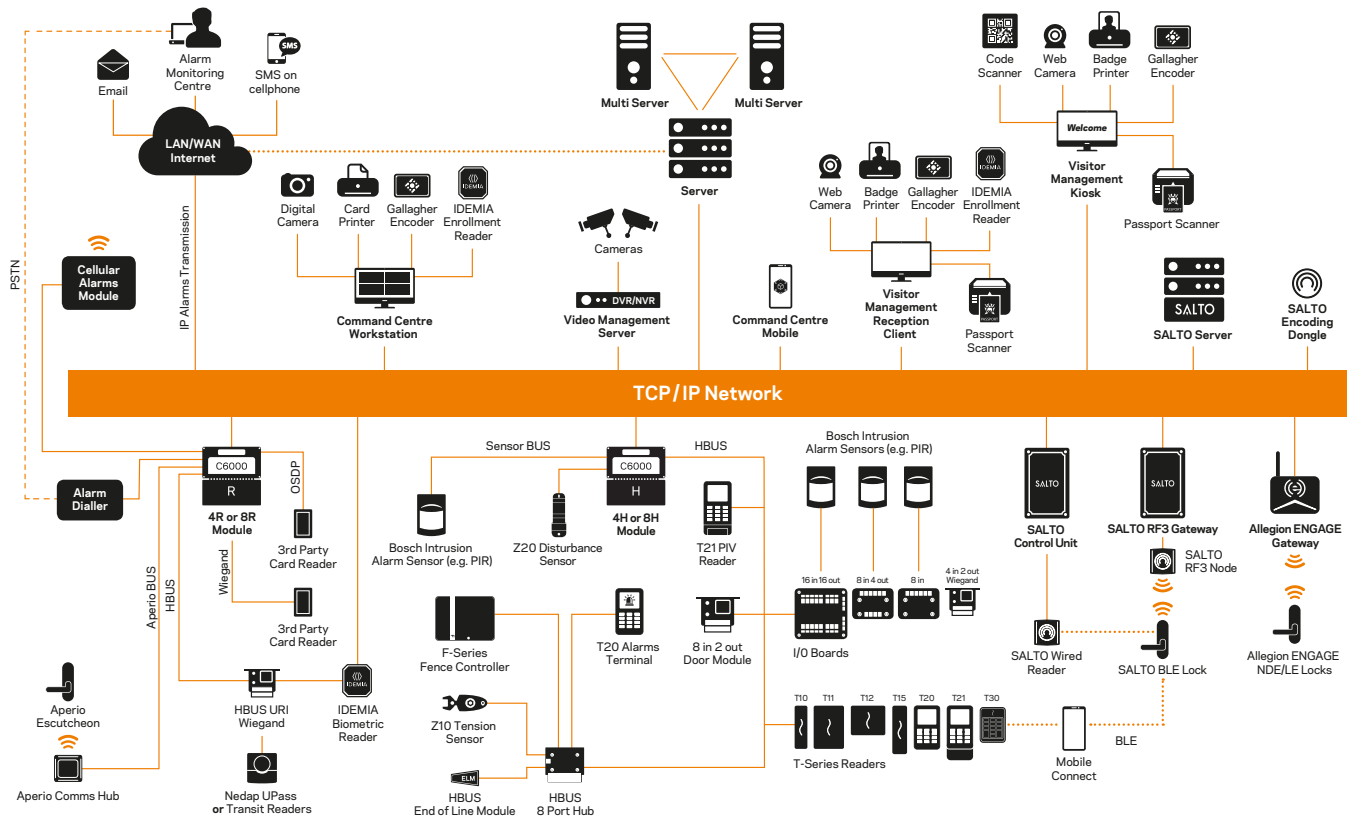 Email
Alarm
Monitoring
Centre
SMS
SMS on
cellphone
LAN/WAN
Internet
Multi Server
Multi Server
Server
Code
Scanner
Web
Camera
Badge
Printer
Gallagher
Encoder
Welcome
Visitor
Management
Kiosk
PASSPORT
Passport Scanner
Digital
Camera
Card
Printer
Gallagher
Encoder
IDEMIA
IDEMIA
Enrollment
Reader
Command Centre
Workstation
Cameras
DVR/NVR
Video Management
Server
Command Centre
Mobile
Web
Camera
Badge
Printer
Gallagher
Encoder
IDEMIA
IDEMIA
Enrollment
Reader
Visitor
Management
Reception
Client
PASSPORT
Passport
Scanner
SALTO
SALTO Server
SALTO
Encoding
Dongle
PSTN
Cellular
Alarms
Module
IP Alarms Transmission
TCP/IP Network
C6000
R
4R or 8R
Module
OSDP
Alarm
Dialler
3rd Party
Card Reader
Wiegand
3rd Party
Card Reader
Aperio BUS
HBUS
Aperio
Escutcheon
Aperio Comms Hub
HBUS URI
Wiegand
IDEMIA
IDEMIA
Biometric
Reader
Nedap UPass
or Transit Readers
Sensor BUS
HBUS
C6000
H
4H or 8H
Module
Bosch Intrusion
Alarm Sensor (e.g. PIR)
Z20 Disturbance
Sensor
T21 PIV
Reader
F-Series
Fence Controller
T20 Alarms
Terminal
8 in 2 out
Door Module
Z10 Tension
Sensor
ELM
HBUS
End of Line Module
HBUS
8 Port Hub
Bosch Intrusion
Alarm Sensors (e.g. PIR)
16 in 16 out
8 in 4 out
8 in
4 in 2 out
Wiegand
I/O Boards
T10
T11
T12
T15
T20
T21
T30
T-Series Readers
SALTO
SALTO
Control Unit
SALTO
SALTO RF3 Gateway
SALTO
RF3 Node
SALTO Wired
Reader
SALTO BLE Lock
BLE
Mobile
Connect
Allegion ENGAGE
Gateway
Allegion ENGAGE
NDE/LE Locks